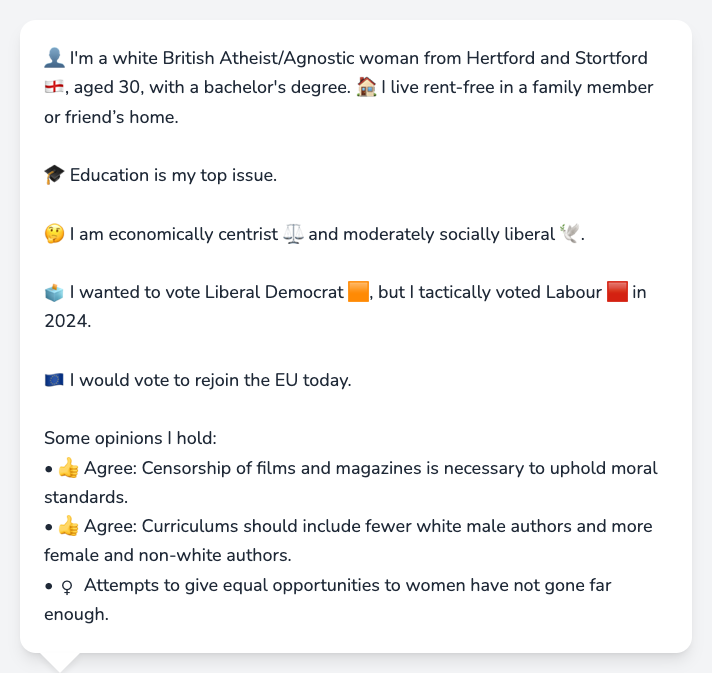 👤 I'm a white British Atheist/Agnostic woman from Hertford and Stortford
🏴󠁧󠁢󠁥󠁮󠁧󠁿, aged 30, with a bachelor's degree. 🏠 I live rent-free in a family member
or friend’s home.
🎓 Education is my top issue.
🤔 I am economically centrist ⚖️ and moderately socially liberal 🕊️.
🗳️ I wanted to vote Liberal Democrat 🟧, but I tactically voted Labour 🟥 in
2024.
🇪🇺 I would vote to rejoin the EU today.
Some opinions I hold:
• 👍 Agree: Censorship of films and magazines is necessary to uphold moral
standards.
• 👍 Agree: Curriculums should include fewer white male authors and more
female and non-white authors.
• ♀ Attempts to give equal opportunities to women have not gone far
enough.